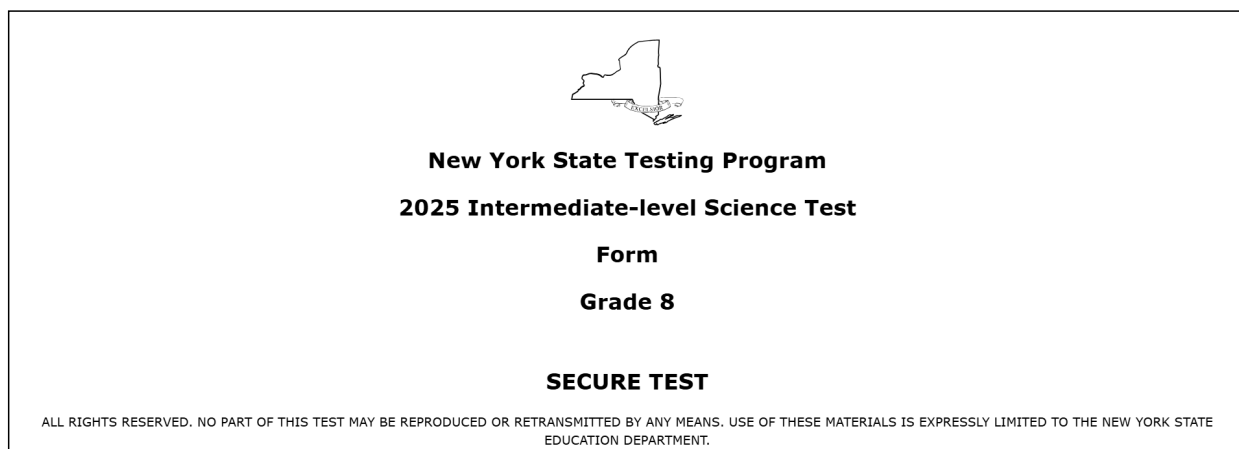 EXCELSIOR
New York State Testing Program
2025 Intermediate-level Science Test
Form
Grade 8
SECURE TEST
ALL RIGHTS RESERVED. NO PART OF THIS TEST MAY BE REPRODUCED OR RETRANSMITTED BY ANY MEANS. USE OF THESE MATERIALS IS EXPRESSLY LIMITED TO THE NEW YORK STATE
EDUCATION DEPARTMENT.